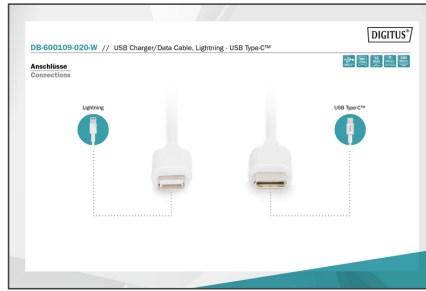 DIGITUS®
DB-600109-020-W // USB Charger/Data Cable, Lightning - USB Type-C™
Anschlüsse
Connections
Lightning
USB Type-C™